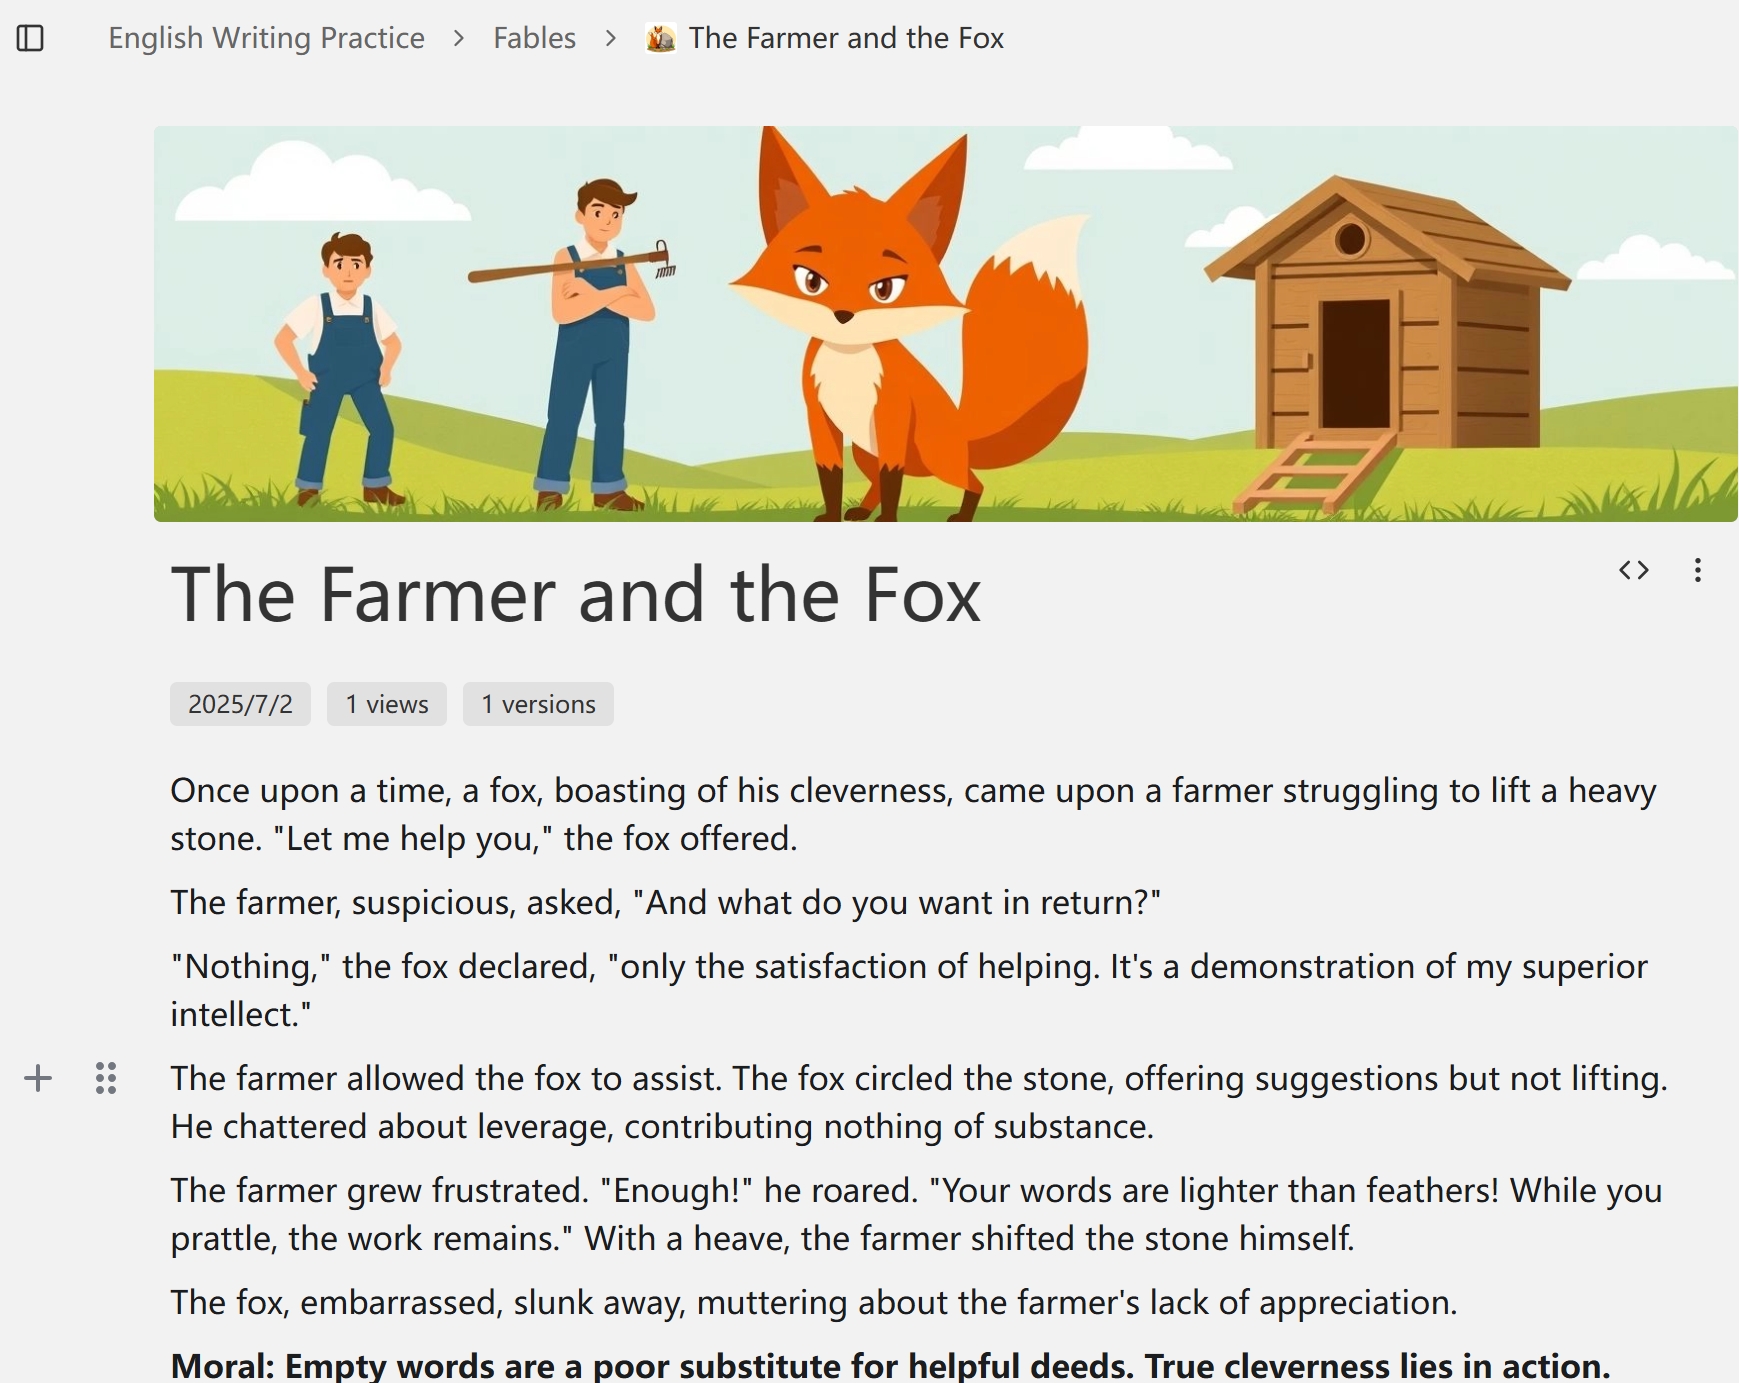 English Writing Practice > Fables > The Farmer and the Fox
The Farmer and the Fox
2025/7/2 1 views 1 versions
Once upon a time, a fox, boasting of his cleverness, came upon a farmer struggling to lift a heavy
stone. "Let me help you," the fox offered.
The farmer, suspicious, asked, "And what do you want in return?"
"Nothing," the fox declared, "only the satisfaction of helping. It's a demonstration of my superior
intellect."
The farmer allowed the fox to assist. The fox circled the stone, offering suggestions but not lifting.
He chattered about leverage, contributing nothing of substance.
The farmer grew frustrated. "Enough!" he roared. "Your words are lighter than feathers! While you
prattle, the work remains." With a heave, the farmer shifted the stone himself.
The fox, embarrassed, slunk away, muttering about the farmer's lack of appreciation.
Moral: Empty words are a poor substitute for helpful deeds. True cleverness lies in action.